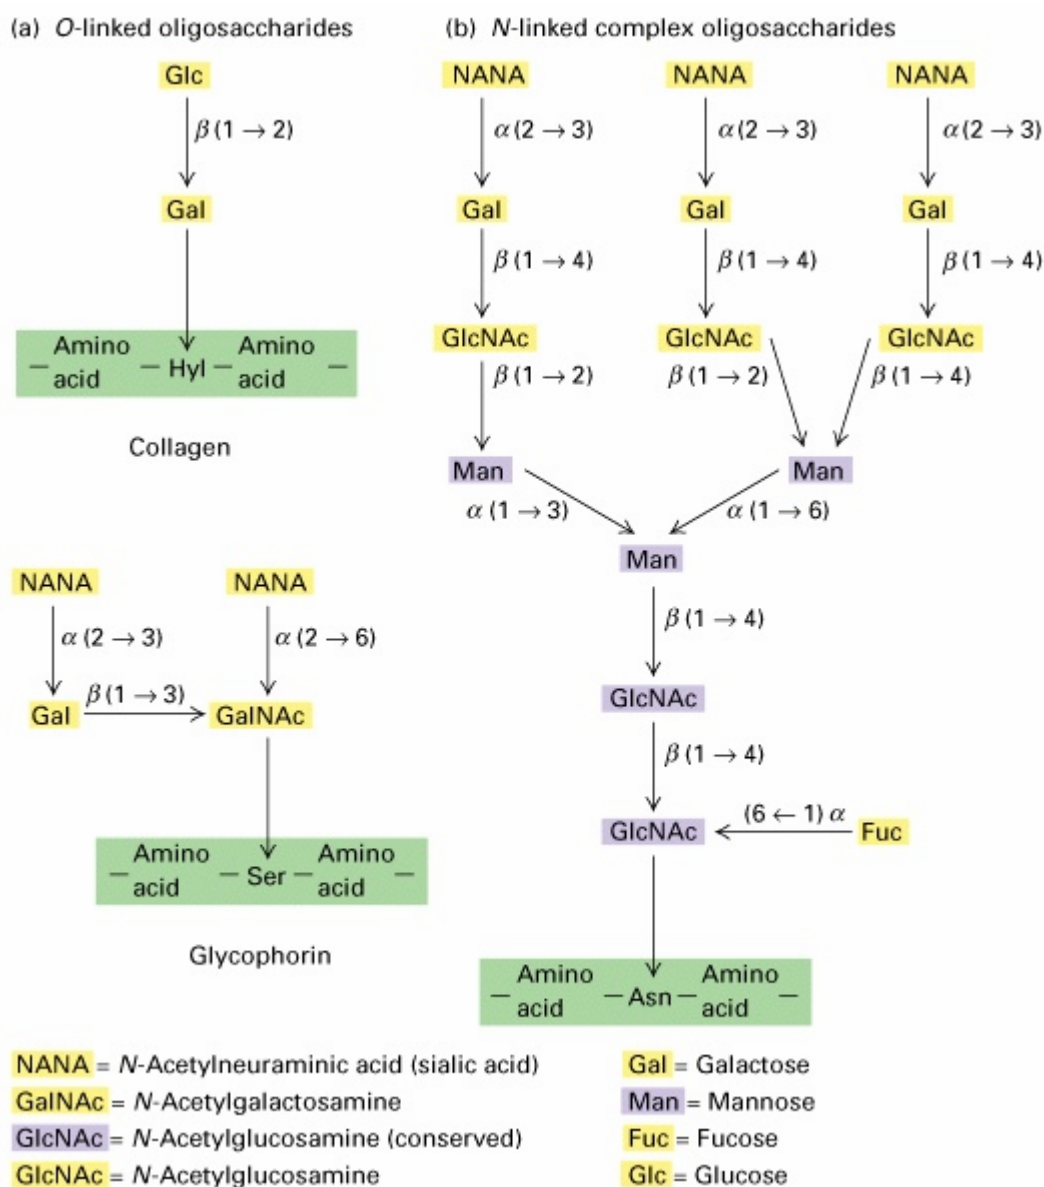 (a) O-linked oligosaccharides
Glc
β (1 → 2)
Gal
Amino acid — Hyl — Amino acid —
Collagen
NANA NANA
α (2 → 3) α (2 → 6)
β (1 → 3)
Gal GalNAc
Amino acid — Ser — Amino acid —
Glycophorin
(b) N-linked complex oligosaccharides
NANA NANA NANA
α (2 → 3) α (2 → 3) α (2 → 3)
Gal Gal Gal
β (1 → 4) β (1 → 4) β (1 → 4)
GlcNAc GlcNAc GlcNAc
β (1 → 2) β (1 → 2) β (1 → 4)
Man Man
α (1 → 3) α (1 → 6)
Man
β (1 → 4)
GlcNAc
β (1 → 4)
(6 ← 1) α
GlcNAc Fuc
Amino acid — Asn — Amino acid —
NANA = N-Acetylneuraminic acid (sialic acid)
GalNAc = N-Acetylgalactosamine
GlcNAc = N-Acetylglucosamine (conserved)
GlcNAc = N-Acetylglucosamine
Gal = Galactose
Man = Mannose
Fuc = Fucose
Glc = Glucose